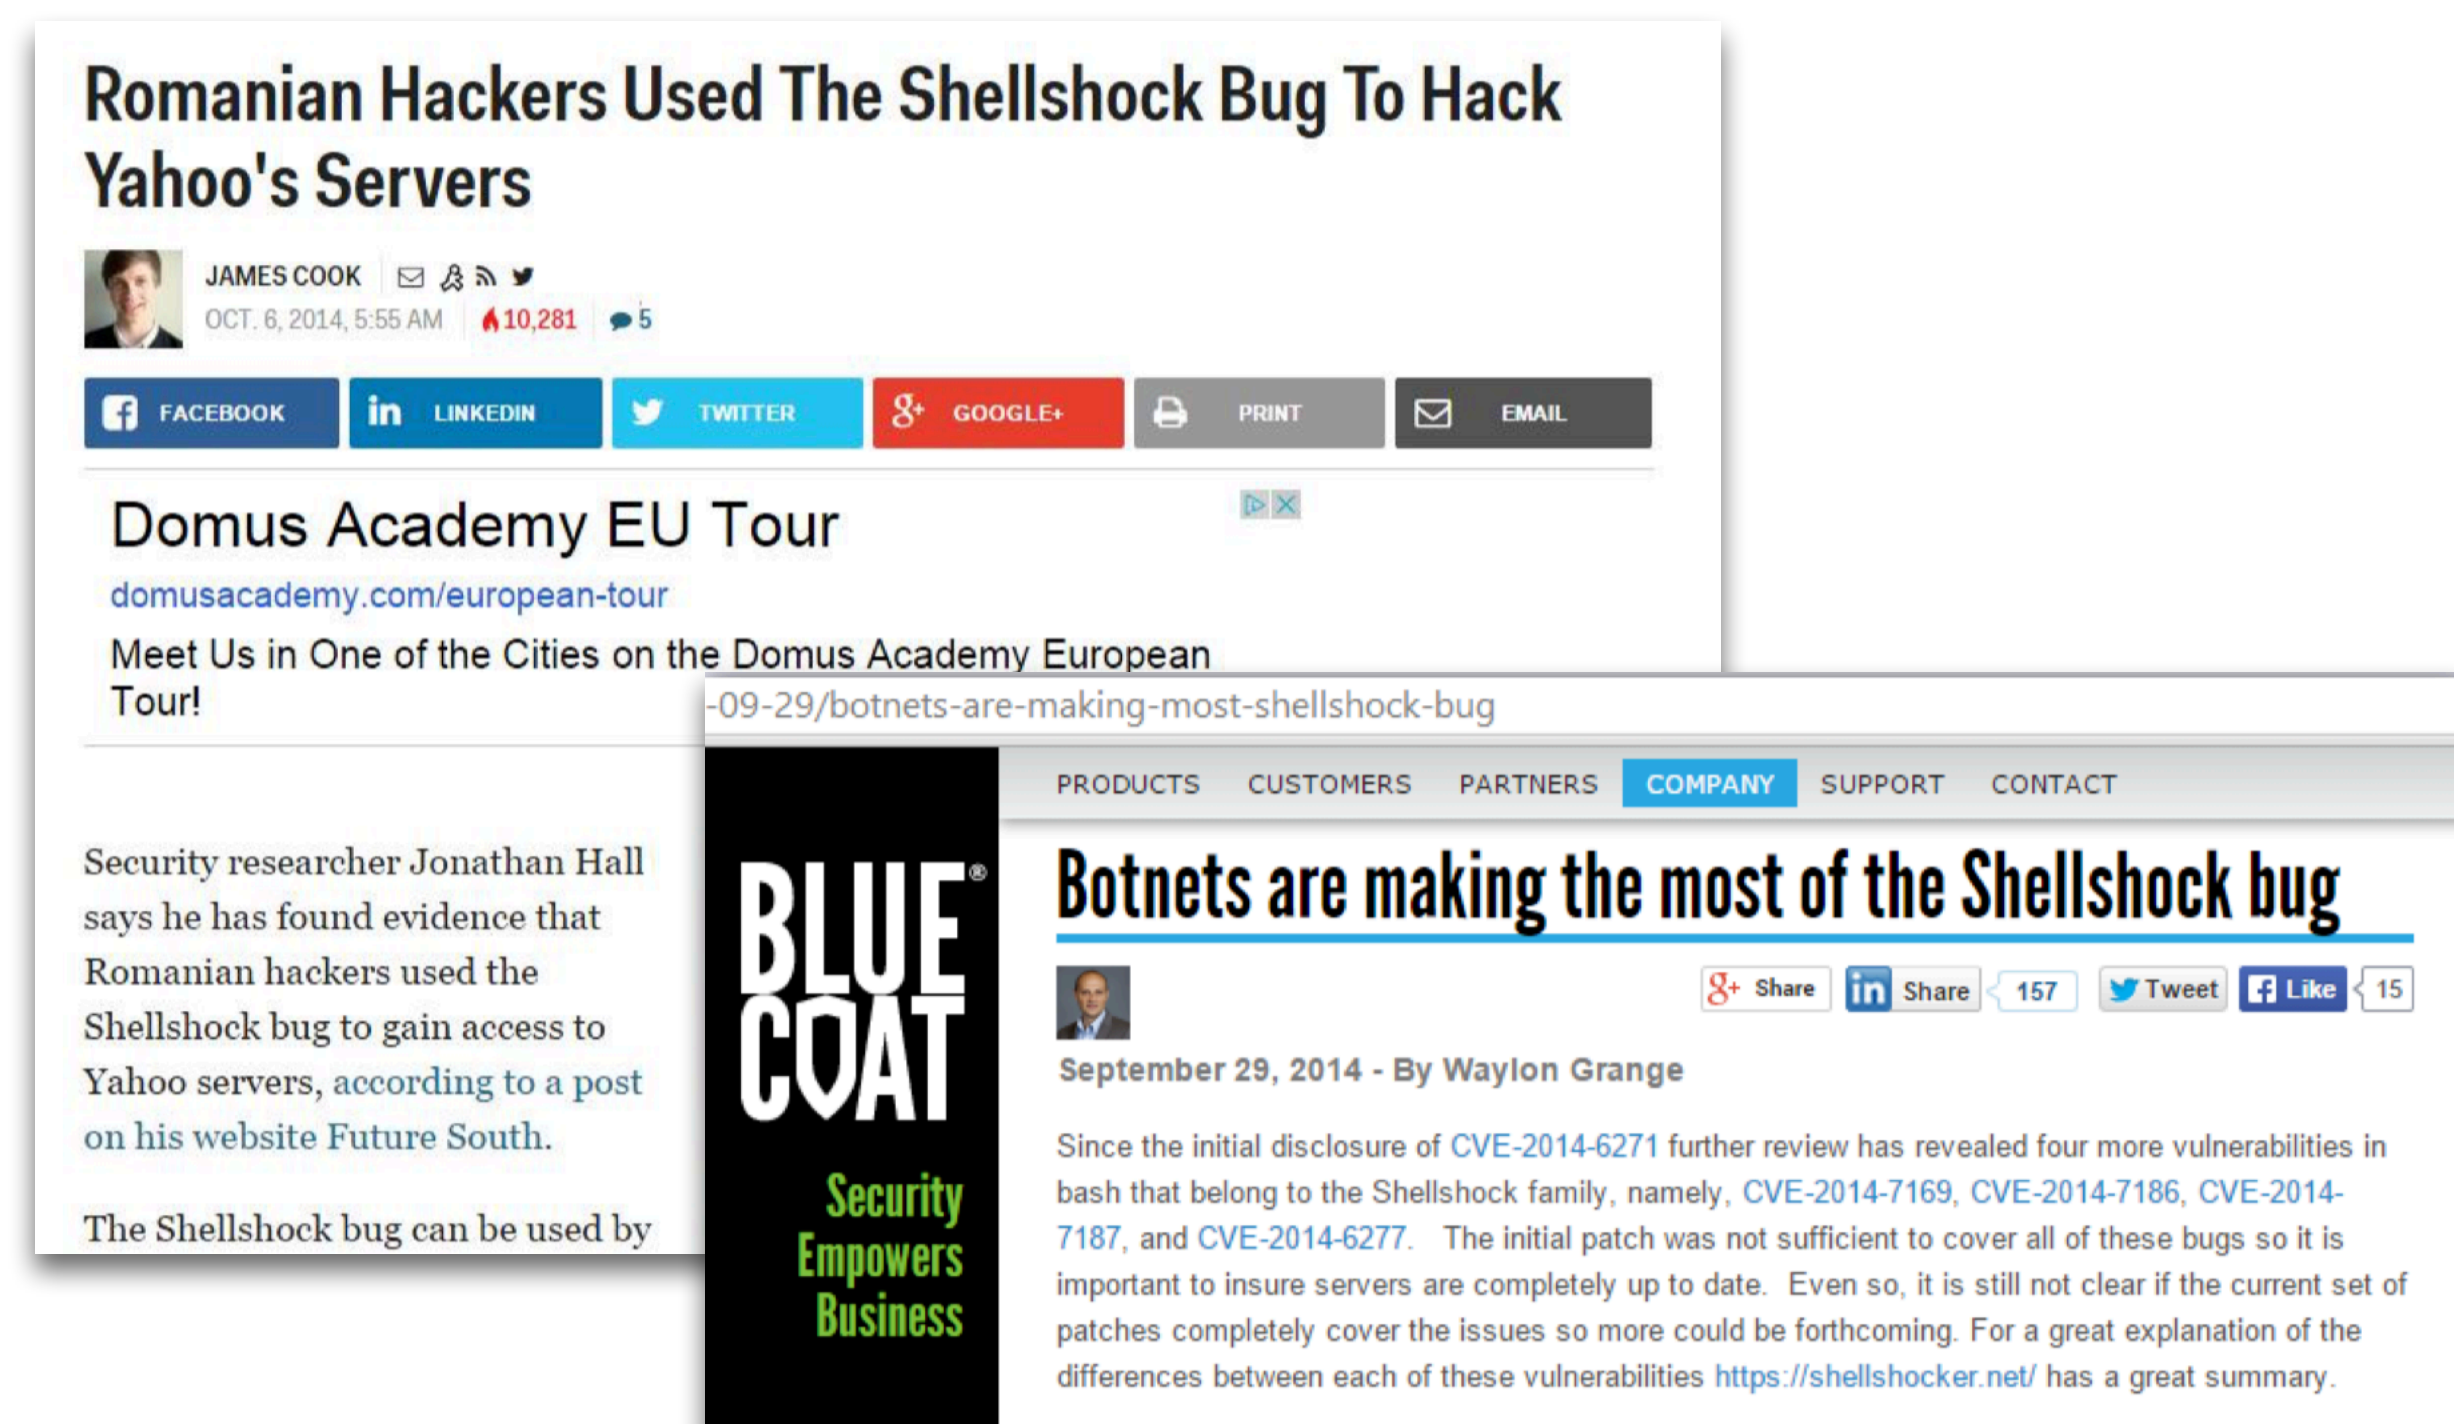 Romanian Hackers Used The Shellshock Bug To Hack
Yahoo's Servers
JAMES COOK
OCT. 6, 2014, 5:55 AM 10,281 5
FACEBOOK in LINKEDIN TWITTER g+ GOOGLE+ PRINT EMAIL
Domus Academy EU Tour
domusacademy.com/european-tour
Meet Us in One of the Cities on the Domus Academy European
Tour!
Security researcher Jonathan Hall
says he has found evidence that
Romanian hackers used the
Shellshock bug to gain access to
Yahoo servers, according to a post
on his website Future South.
The Shellshock bug can be used by
-09-29/botnets-are-making-most-shellshock-bug
PRODUCTS CUSTOMERS PARTNERS COMPANY SUPPORT CONTACT
BLUE®
COAT
Security
Empowers
Business
Botnets are making the most of the Shellshock bug
g+ Share in Share 157 Tweet f Like 15
September 29, 2014 - By Waylon Grange
Since the initial disclosure of CVE-2014-6271 further review has revealed four more vulnerabilities in
bash that belong to the Shellshock family, namely, CVE-2014-7169, CVE-2014-7186, CVE-2014-
7187, and CVE-2014-6277. The initial patch was not sufficient to cover all of these bugs so it is
important to insure servers are completely up to date. Even so, it is still not clear if the current set of
patches completely cover the issues so more could be forthcoming. For a great explanation of the
differences between each of these vulnerabilities https://shellshocker.net/ has a great summary.